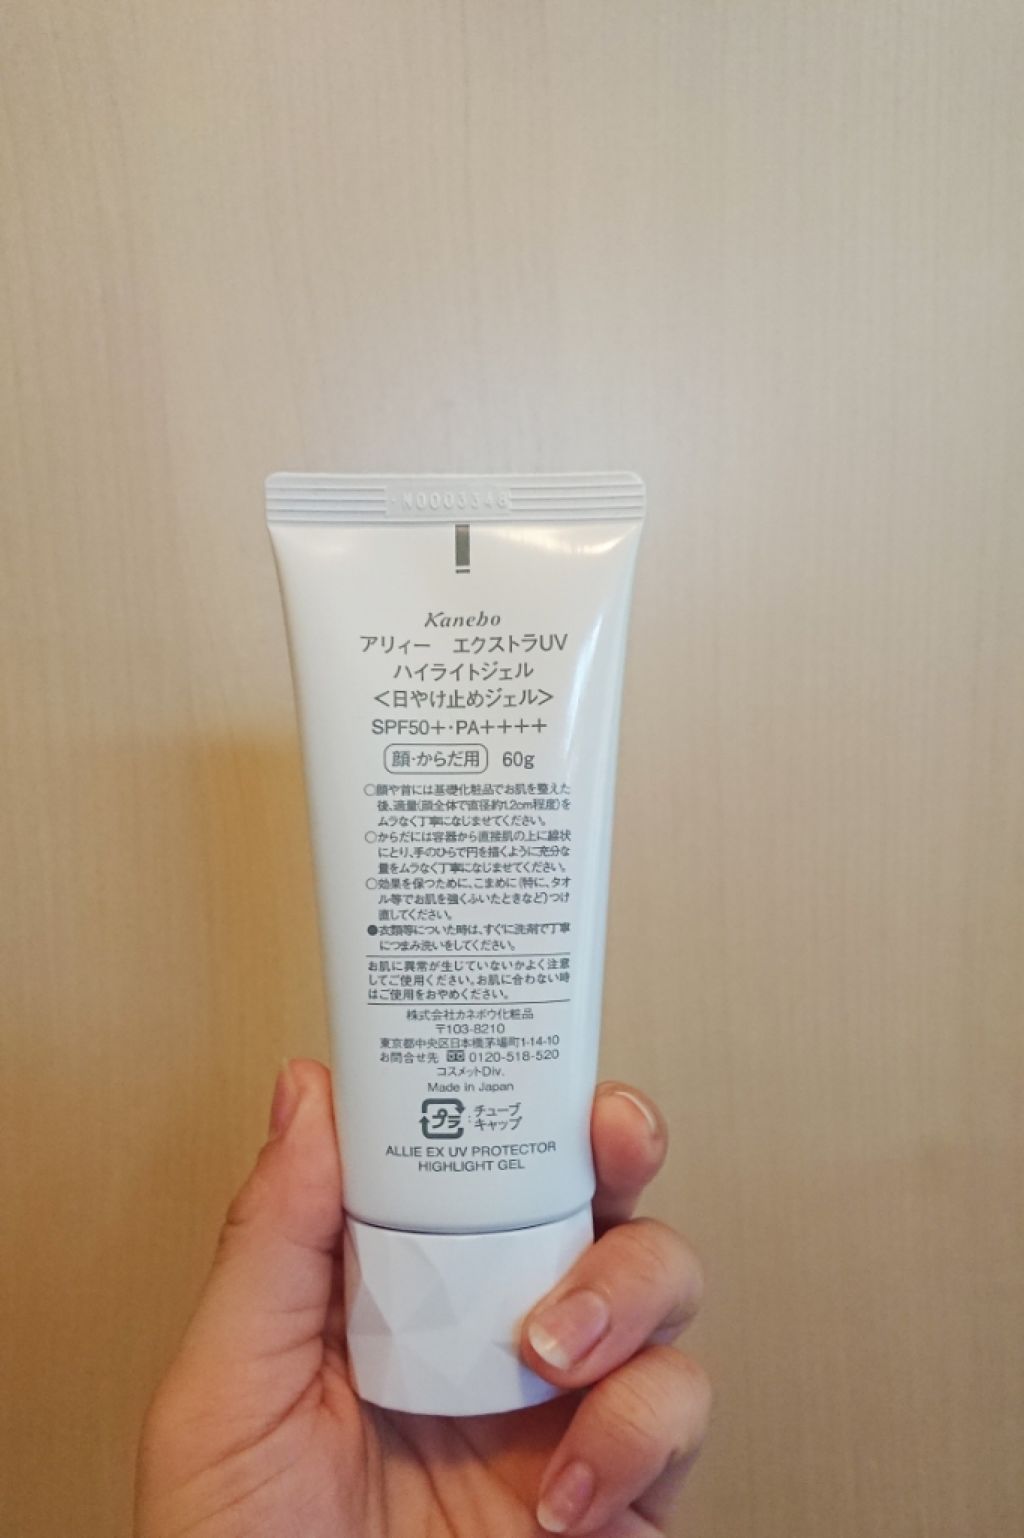 N0003348
Kanebo
アリィー エクストラUV
ハイライトジェル
＜日やけ止めジェル＞
SPF50+・PA++++
顔・からだ用 60g
○顔や首には基礎化粧品でお肌を整えた
後、適量(顔全体で直径約1.2cm程度)を
ムラなく丁寧になじませてください。
○からだには容器から直接肌の上に線状
にとり、手のひらで円を描くように充分な
量をムラなく丁寧になじませてください。
○効果を保つために、こまめに(特に、タオ
ル等でお肌を強くふいたときなど)つけ
直してください。
●衣類等についた時は、すぐに洗剤で丁寧
につまみ洗いをしてください。
お肌に異常が生じていないかよく注意
してご使用ください。お肌に合わない時
はご使用をおやめください。
株式会社カネボウ化粧品
〒103-8210
東京都中央区日本橋茅場町1-14-10
お問合せ先 0120-518-520
コスメットDiv.
Made in Japan
プラ : チューブ
キャップ
ALLIE EX UV PROTECTOR
HIGHLIGHT GEL